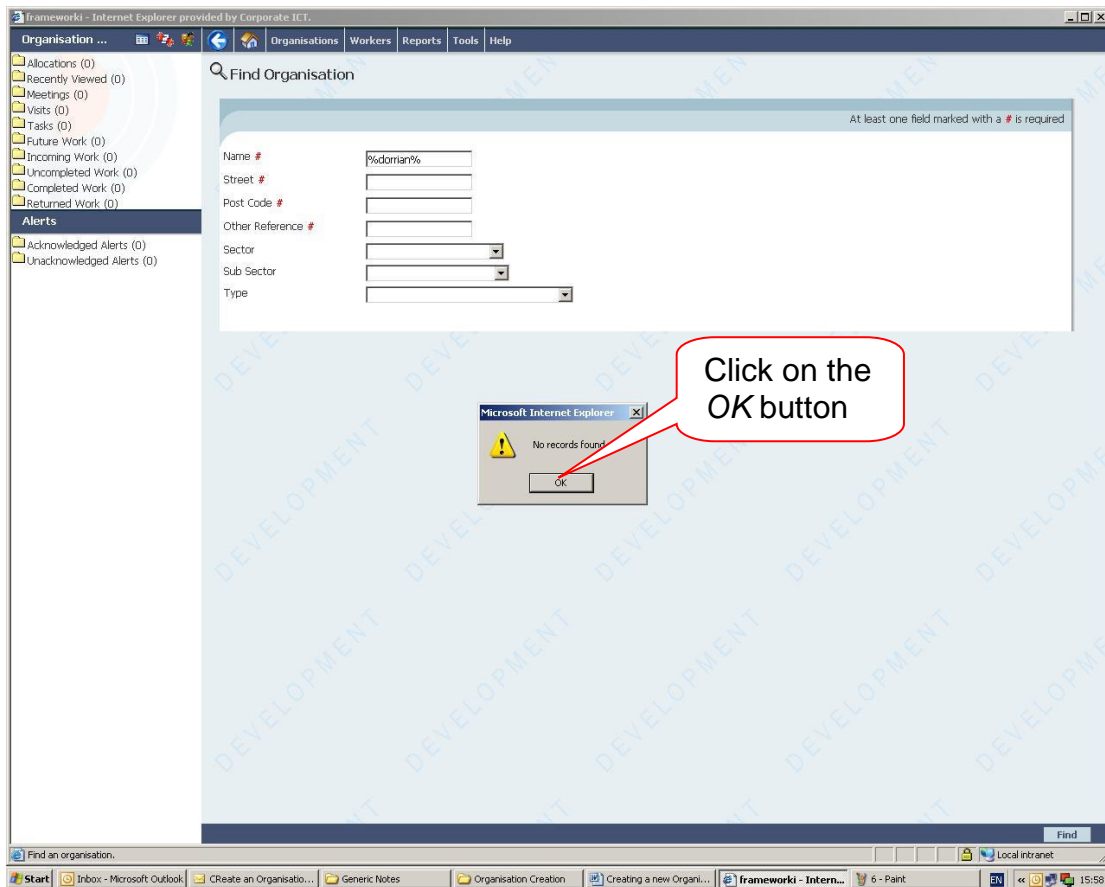 frameworki - Internet Explorer provided by Corporate ICT.
Organisation ... Organisations Workers Reports Tools Help
Allocations (0)
Recently Viewed (0)
Meetings (0)
Visits (0)
Tasks (0)
Future Work (0)
Incoming Work (0)
Uncompleted Work (0)
Completed Work (0)
Returned Work (0)
Alerts
Acknowledged Alerts (0)
Unacknowledged Alerts (0)
Find Organisation
At least one field marked with a # is required
Name # %dorrian%
Street #
Post Code #
Other Reference #
Sector
Sub Sector
Type
Click on the
OK button
Microsoft Internet Explorer
No records found
OK
DEVELOPMENT
Find
Find an organisation.
Local intranet
Start Inbox - Microsoft Outlook CReate an Organisatio... Generic Notes Organisation Creation Creating a new Organi... frameworki - Intern... 6 - Paint EN « 15:58